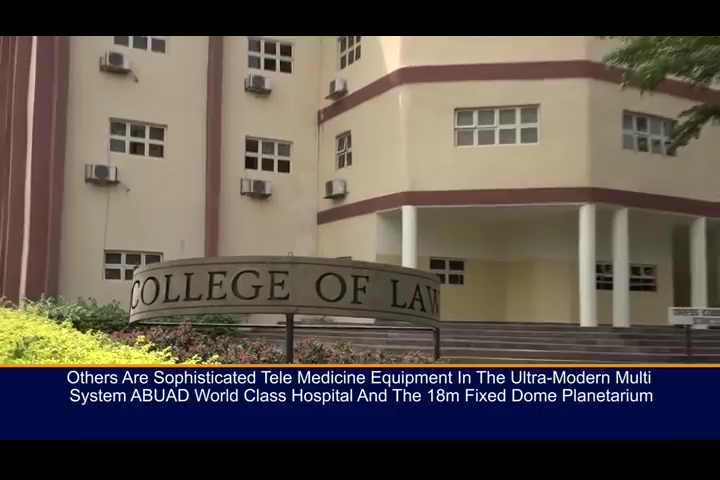 COLLEGE OF LAW
Others Are Sophisticated Tele Medicine Equipment In The Ultra-Modern Multi
System ABUAD World Class Hospital And The 18m Fixed Dome Planetarium